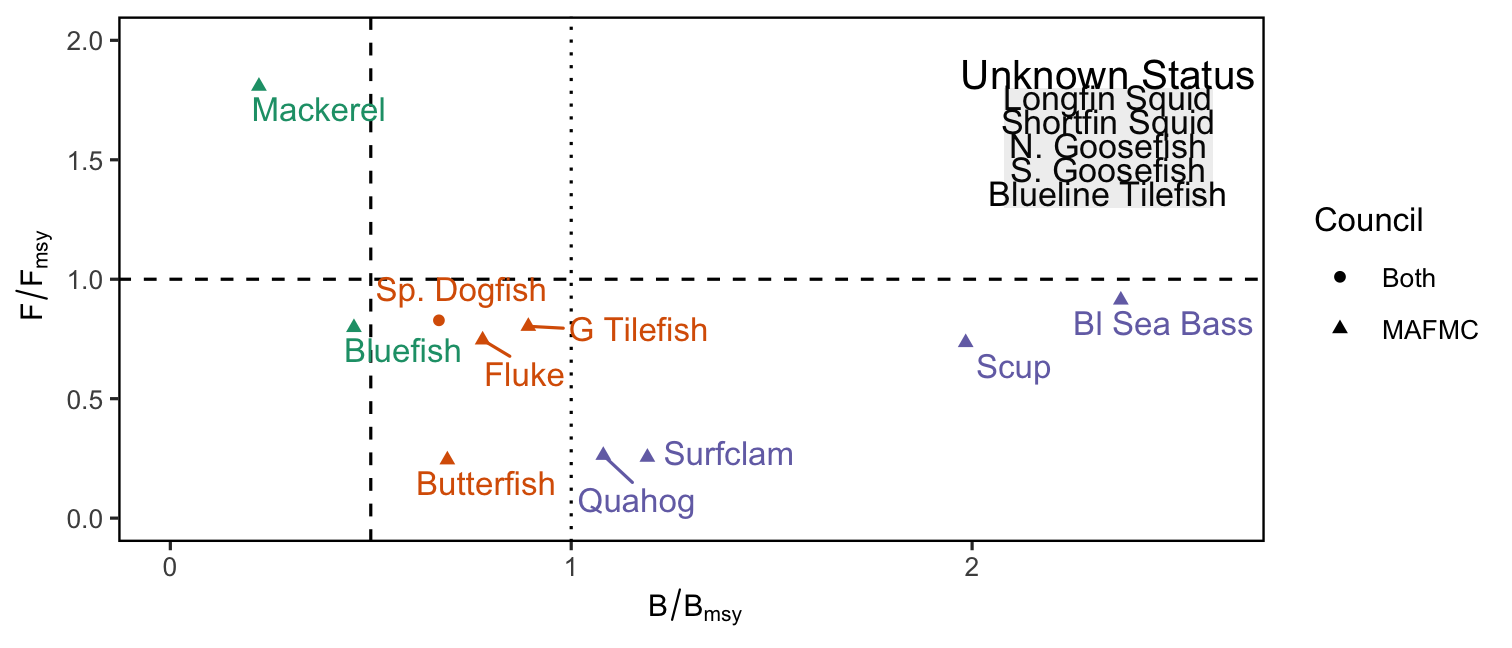 2.0
Unknown Status
Mackerel
Longfin Squid
Shortfin Squid
1.5
N. Goosefish
S. Goosefish
Blueline Tilefish
F/Fmsy
1.0
Sp. Dogfish
Bluefish
G Tilefish
Fluke
Bl Sea Bass
Scup
0.5
Surfclam
Butterfish
Quahog
0.0
0
1
2
B/Bmsy
Council
Both
MAFMC